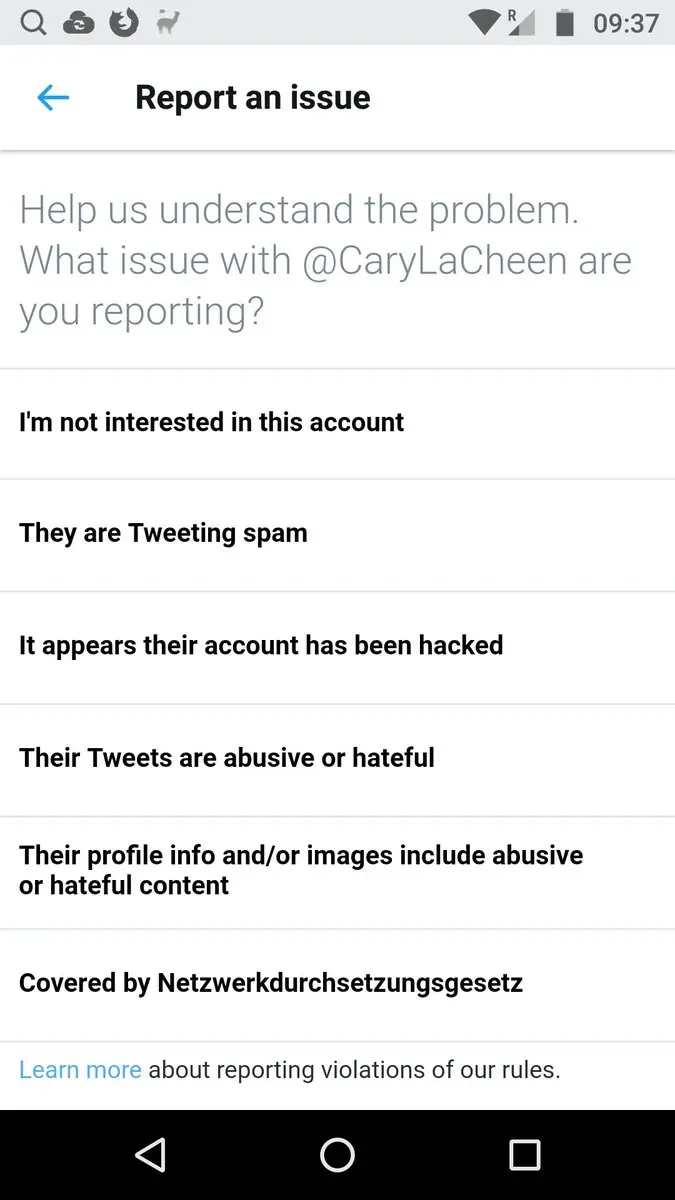 R
09:37
Report an issue
Help us understand the problem.
What issue with @CaryLaCheen are
you reporting?
I'm not interested in this account
They are Tweeting spam
It appears their account has been hacked
Their Tweets are abusive or hateful
Their profile info and/or images include abusive
or hateful content
Covered by Netzwerkdurchsetzungsgesetz
Learn more about reporting violations of our rules.